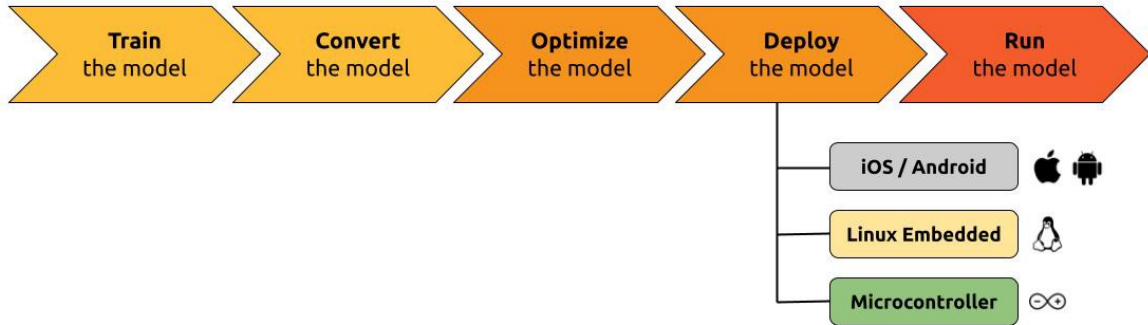 Train
the model
Convert
the model
Optimize
the model
Deploy
the model
Run
the model
iOS / Android
Linux Embedded
Microcontroller